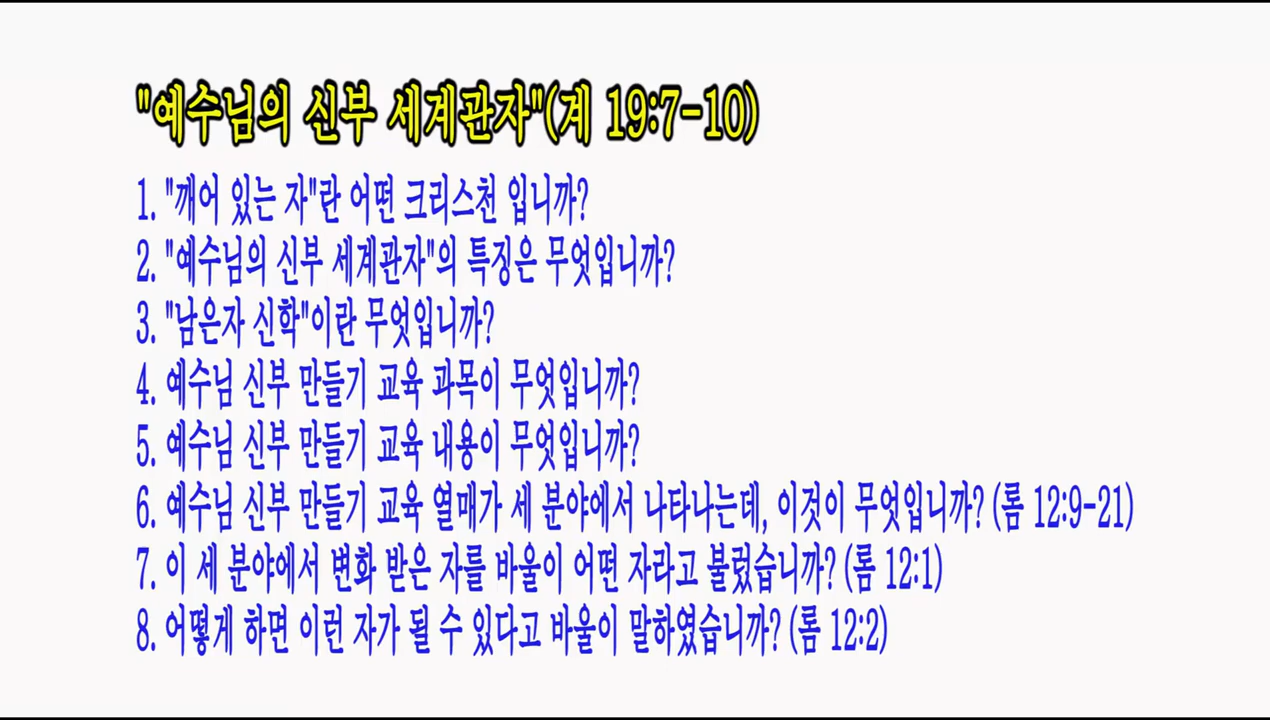 "예수님의 신부 세계관자"(계 19:7-10)
1. "깨어 있는 자"란 어떤 크리스천 입니까?
2. "예수님의 신부 세계관자"의 특징은 무엇입니까?
3. "남은자 신학"이란 무엇입니까?
4. 예수님 신부 만들기 교육 과목이 무엇입니까?
5. 예수님 신부 만들기 교육 내용이 무엇입니까?
6. 예수님 신부 만들기 교육 열매가 세 분야에서 나타나는데, 이것이 무엇입니까? (롬 12:9-21)
7. 이 세 분야에서 변화 받은 자를 바울이 어떤 자라고 불렀습니까? (롬 12:1)
8. 어떻게 하면 이런 자가 될 수 있다고 바울이 말하였습니까? (롬 12:2)